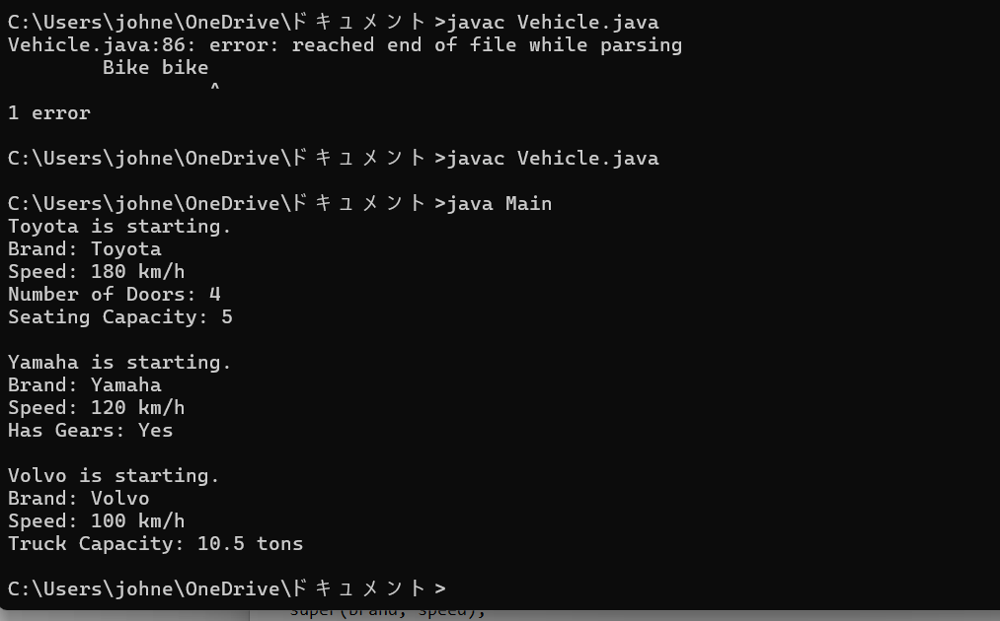 C:\Users\johne\OneDrive\ドキュメント>javac Vehicle.java
Vehicle.java:86: error: reached end of file while parsing
        Bike bike
                 ^
1 error
C:\Users\johne\OneDrive\ドキュメント>javac Vehicle.java
C:\Users\johne\OneDrive\ドキュメント>java Main
Toyota is starting.
Brand: Toyota
Speed: 180 km/h
Number of Doors: 4
Seating Capacity: 5
Yamaha is starting.
Brand: Yamaha
Speed: 120 km/h
Has Gears: Yes
Volvo is starting.
Brand: Volvo
Speed: 100 km/h
Truck Capacity: 10.5 tons
C:\Users\johne\OneDrive\ドキュメント>
super(brand, speed);